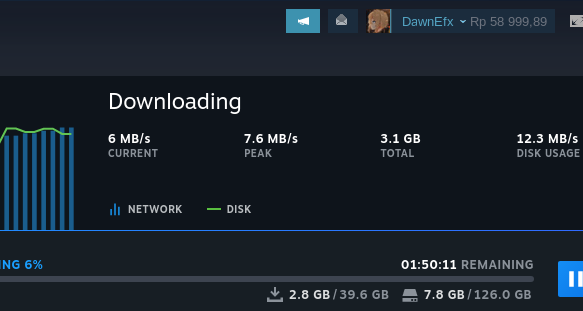 DawnEfx Rp 58 999,89
Downloading
6 MB/s 7.6 MB/s 3.1 GB 12.3 MB/s
CURRENT PEAK TOTAL DISK USAGE
NETWORK DISK
NG 6% 01:50:11 REMAINING
2.8 GB / 39.6 GB 7.8 GB / 126.0 GB